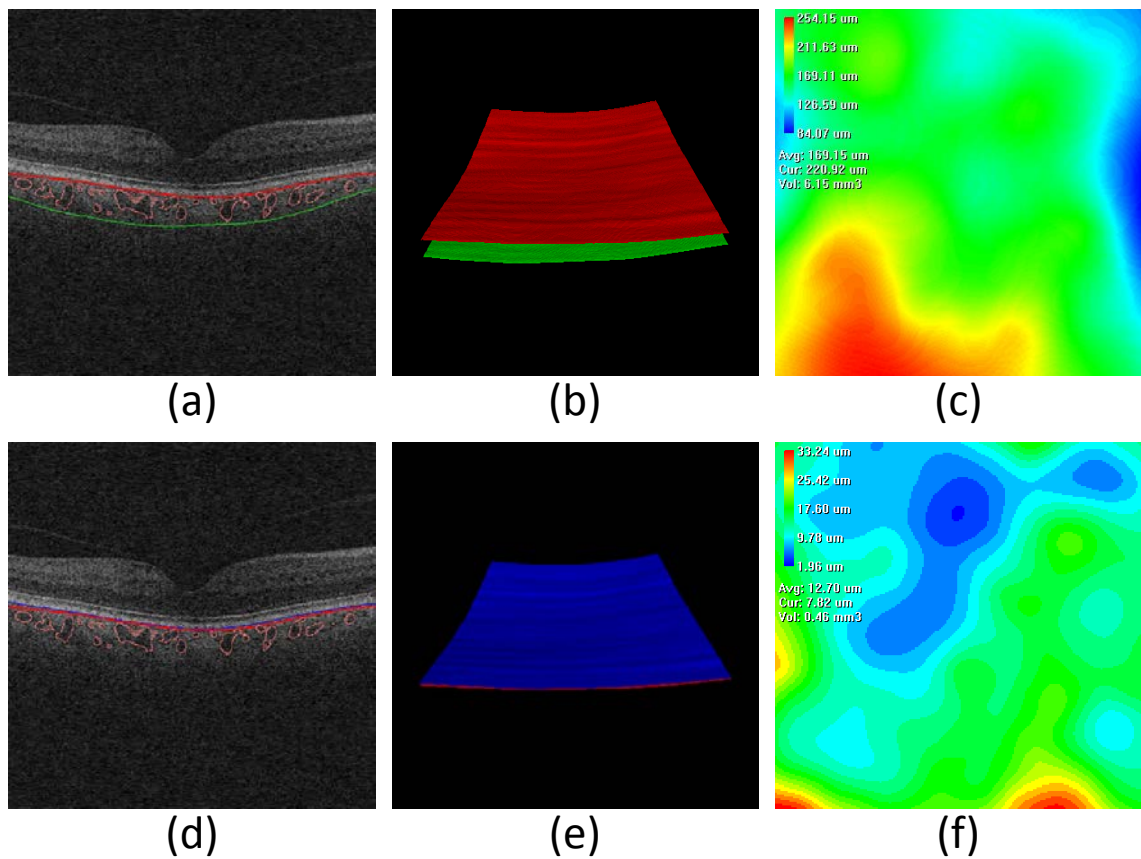 254.15 um
211.63 um
169.11 um
126.59 um
84.07 um
Avg: 169.15 um
Cur: 220.92 um
Vol: 6.15 mm3
(a)
(b)
(c)
33.24 um
25.42 um
17.60 um
9.78 um
1.96 um
Avg: 12.70 um
Cur: 7.82 um
Vol: 0.46 mm3
(d)
(e)
(f)